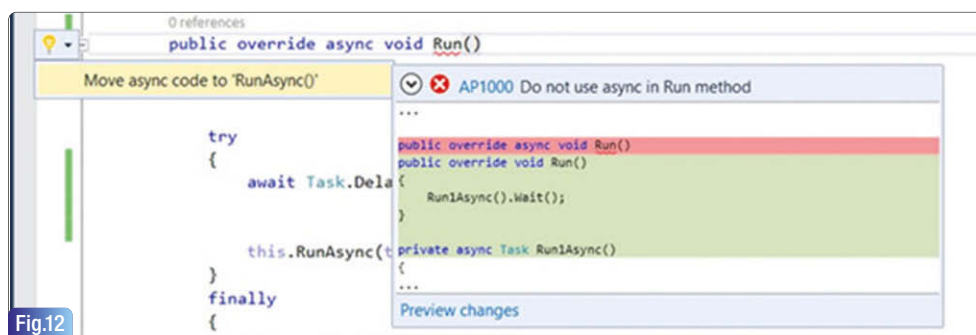 0 references
public override async void Run()
Move async code to 'RunAsync()'
AP1000 Do not use async in Run method
...
try
{
await Task.Dela
this.RunAsync(t
}
finally
{
public override async void Run()
public override void Run()
{
Run1Async().Wait();
}
private async Task Run1Async()
{
...
Preview changes
Fig.12